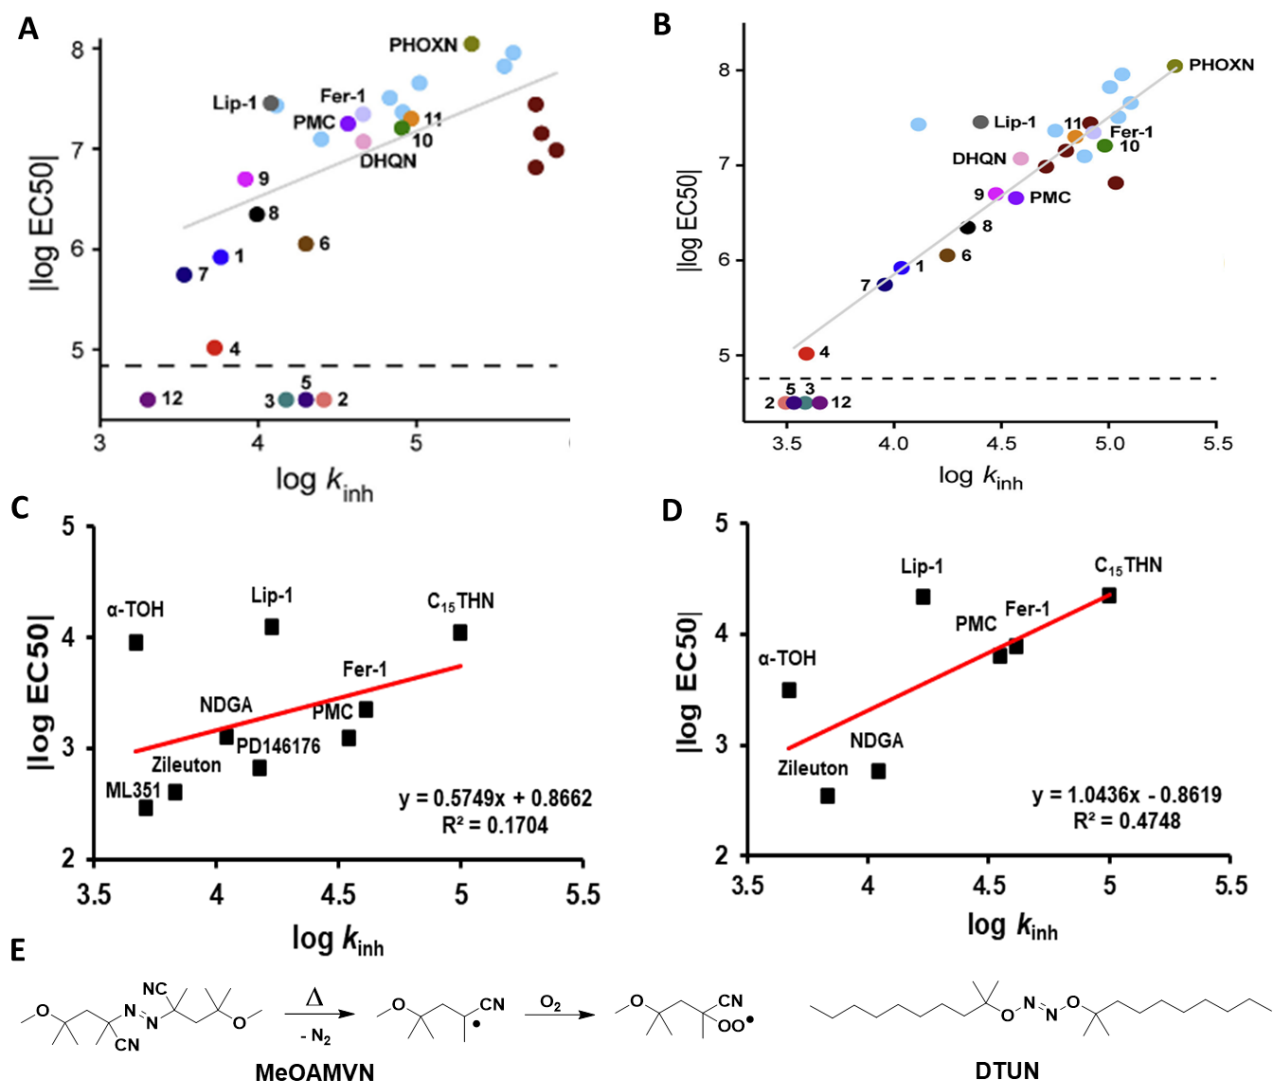 A
8
7
6
5
3
4
5
|log EC50|
log kinh
PHOXN
Lip-1
Fer-1
PMC
11
10
DHQN
9
8
1
6
7
4
12
3
5
2
B
8
7
6
5
3.5
4.0
4.5
5.0
5.5
|log EC50|
log kinh
PHOXN
Lip-1
11
Fer-1
10
DHQN
9
PMC
8
6
1
7
4
5
3
2
12
C
5
4
3
2
3.5
4
4.5
5
5.5
|log EC50|
log kinh
α-TOH
Lip-1
C15THN
Fer-1
NDGA
PMC
PD146176
Zileuton
ML351
y = 0.5749x + 0.8662
R² = 0.1704
D
5
4
3
2
3.5
4
4.5
5
5.5
|log EC50|
log kinh
Lip-1
C15THN
Fer-1
PMC
α-TOH
NDGA
Zileuton
y = 1.0436x - 0.8619
R² = 0.4748
E
O
CN
N
N
NC
O
Δ
- N2
O
CN
•
O2
O
CN
OO•
MeOAMVN
O
N
N
O
DTUN